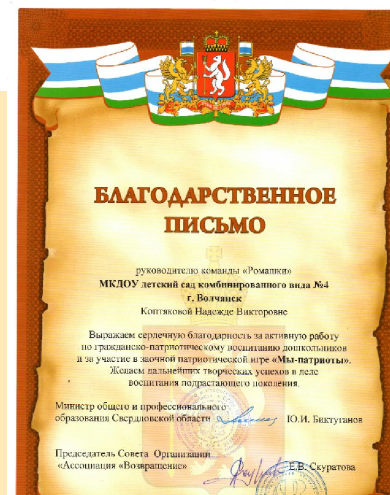 БЛАГОДАРСТВЕННОЕ
ПИСЬМО
руководителю команды «Ромашки»
МКДОУ детский сад комбинированного вида №4
г. Волчанск
Коптяковой Надежде Викторовне
Выражаем сердечную благодарность за активную работу
по гражданско-патриотическому воспитанию дошкольников
и за участие в заочной патриотической игре «Мы-патриоты».
Желаем дальнейших творческих успехов в деле
воспитания подрастающего поколения.
Министр общего и профессионального
образования Свердловской области Ю.И. Биктуганов
Председатель Совета Организации
«Ассоциация «Возвращение» Е.В. Скуратова